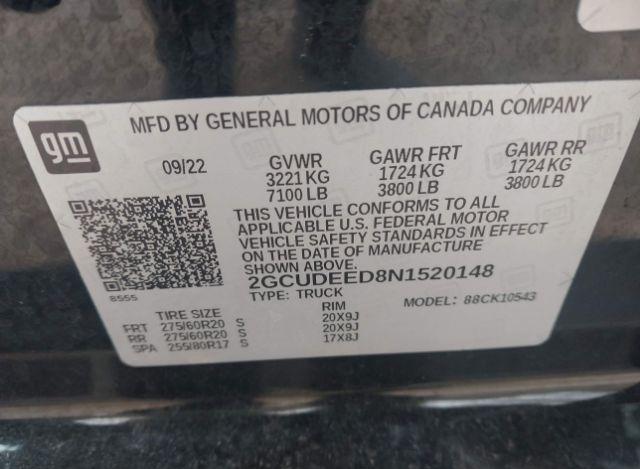 gm
MFD BY GENERAL MOTORS OF CANADA COMPANY
09/22 GVWR GAWR FRT GAWR RR
3221 KG 1724 KG 1724 KG
7100 LB 3800 LB 3800 LB
THIS VEHICLE CONFORMS TO ALL
APPLICABLE U.S. FEDERAL MOTOR
VEHICLE SAFETY STANDARDS IN EFFECT
ON THE DATE OF MANUFACTURE
SHOWN ABOVE.
8555
2GCUDEED8N1520148
TYPE: TRUCK MODEL: 88CK10543
TIRE SIZE RIM
FRT 275/60R20 S 20X9J
RR 275/60R20 S 20X9J
SPA 255/80R17 S 17X8J